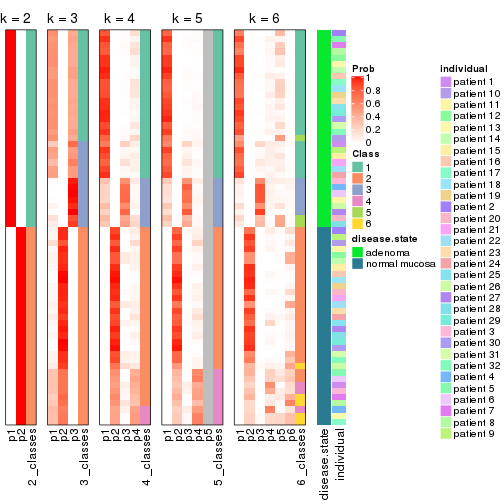 k = 2 k = 3 k = 4 k = 5 k = 6
p1 p2 2_classes p1 p2 p3 3_classes p1 p2 p3 p4 4_classes p1 p2 p3 p4 p5 5_classes p1 p2 p3 p4 p5 p6 6_classes disease.state individual
Prob
1
0.8
0.6
0.4
0.2
0
Class
1
2
3
4
5
6
disease.state
adenoma
normal mucosa
individual
patient 1
patient 10
patient 11
patient 12
patient 13
patient 14
patient 15
patient 16
patient 17
patient 18
patient 19
patient 2
patient 20
patient 21
patient 22
patient 23
patient 24
patient 25
patient 26
patient 27
patient 28
patient 29
patient 3
patient 30
patient 31
patient 32
patient 4
patient 5
patient 6
patient 7
patient 8
patient 9